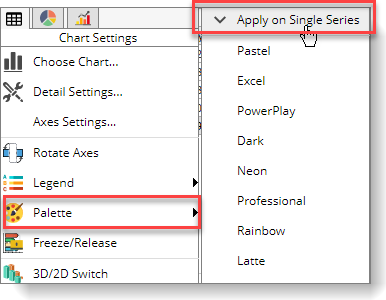 Chart Settings
Choose Chart...
Detail Settings...
Axes Settings...
Rotate Axes
Legend
Palette
Freeze/Release
3D/2D Switch
Apply on Single Series
Pastel
Excel
PowerPlay
Dark
Neon
Professional
Rainbow
Latte